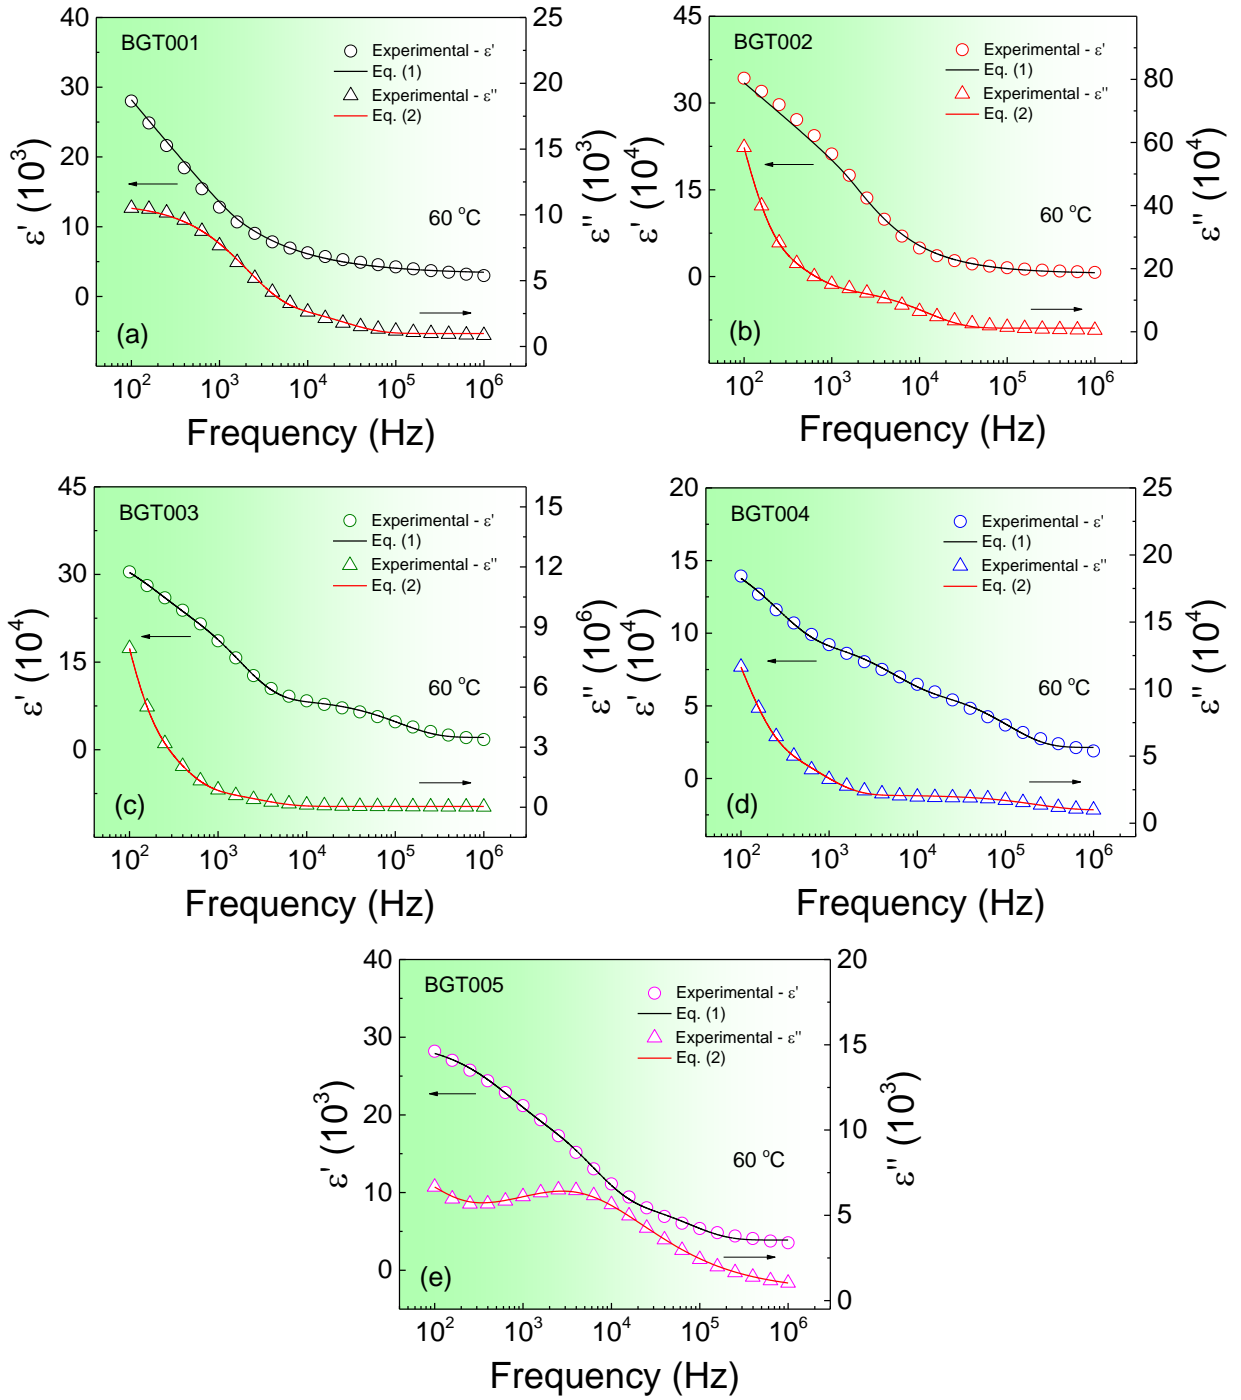 BGT001
Experimental - ε'
Eq. (1)
Experimental - ε''
Eq. (2)
60 °C
(a)
40
30
20
10
0
25
20
15
10
5
0
10² 10³ 10⁴ 10⁵ 10⁶
ε' (10³)
ε'' (10³)
Frequency (Hz)
BGT002
Experimental - ε'
Eq. (1)
Experimental - ε''
Eq. (2)
60 °C
(b)
45
30
15
0
80
60
40
20
0
10² 10³ 10⁴ 10⁵ 10⁶
ε' (10⁴)
ε'' (10⁴)
Frequency (Hz)
BGT003
Experimental - ε'
Eq. (1)
Experimental - ε''
Eq. (2)
60 °C
(c)
45
30
15
0
16
12
9
6
3
0
10² 10³ 10⁴ 10⁵ 10⁶
ε' (10⁴)
ε'' (10⁶)
Frequency (Hz)
BGT004
Experimental - ε'
Eq. (1)
Experimental - ε''
Eq. (2)
60 °C
(d)
20
15
10
5
0
25
20
15
10
5
0
10² 10³ 10⁴ 10⁵ 10⁶
ε' (10⁴)
ε'' (10⁴)
Frequency (Hz)
BGT005
Experimental - ε'
Eq. (1)
Experimental - ε''
Eq. (2)
60 °C
(e)
40
30
20
10
0
20
15
10
5
0
10² 10³ 10⁴ 10⁵ 10⁶
ε' (10³)
ε'' (10³)
Frequency (Hz)